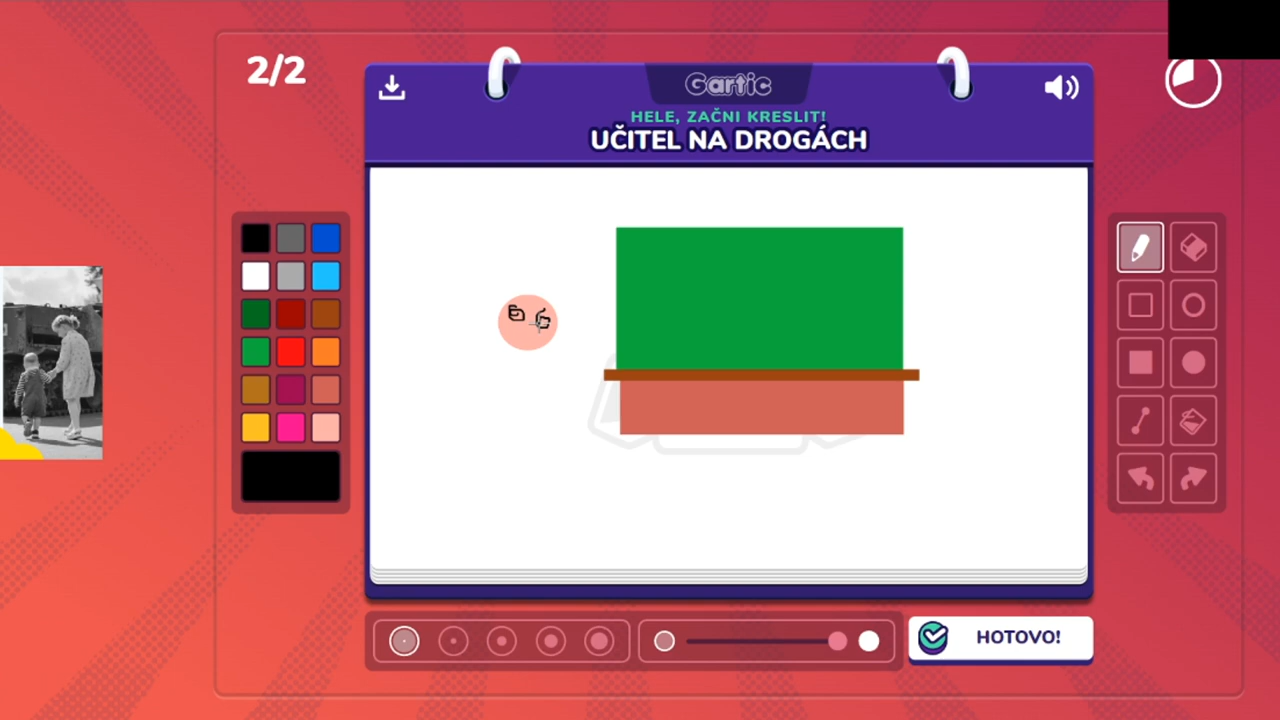 2/2
Gartic
HELE, ZAČNI KRESLIT!
UČITEL NA DROGÁCH
HOTOVO!